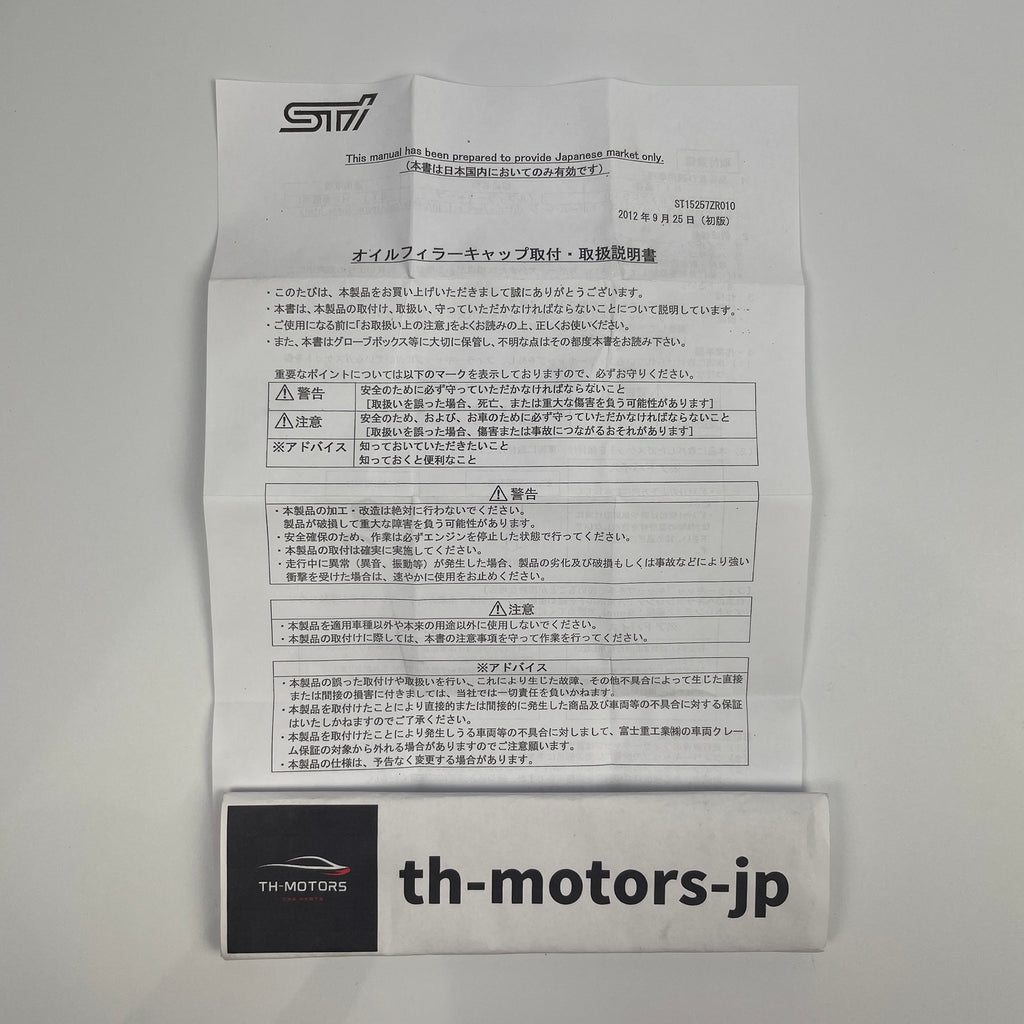 STI
This manual has been prepared to provide Japanese market only.
（本書は日本国内においてのみ有効です）
ST15257ZR010
2012 年 9 月 25 日（初版）
オイルフィラーキャップ取付・取扱説明書
・このたびは、本製品をお買い上げいただきまして誠にありがとうございます。
・本書は、本製品の取付け、取扱い、守っていただかなければならないことについて説明しています。
・ご使用になる前に「お取扱い上の注意」をよくお読みの上、正しくお使いください。
・また、本書はグローブボックス等に大切に保管し、不明な点はその都度本書をお読み下さい。
重要なポイントについては以下のマークを表示しておりますので、必ずお守りください。
⚠警告 安全のために必ず守っていただかなければならないこと
［取扱いを誤った場合、死亡、または重大な傷害を負う可能性があります］
⚠注意 安全のため、および、お車のために必ず守っていただかなければならないこと
［取扱いを誤った場合、傷害または事故につながるおそれがあります］
※アドバイス 知っておいていただきたいこと
知っておくと便利なこと
⚠警告
・本製品の加工・改造は絶対に行わないでください。
製品が破損して重大な障害を負う可能性があります。
・安全確保のため、作業は必ずエンジンを停止した状態で行ってください。
・本製品の取付は確実に実施してください。
・走行中に異常（異音、振動等）が発生した場合、製品の劣化及び破損もしくは事故などにより強い
衝撃を受けた場合は、速やかに使用をお止めください。
⚠注意
・本製品を適用車種以外や本来の用途以外に使用しないでください。
・本製品の取付けに際しては、本書の注意事項を守って作業を行ってください。
※アドバイス
・本製品の誤った取付けや取扱いを行い、これにより生じた故障、その他不具合によって生じた直接
または間接の損害に付きましては、当社では一切責任を負いかねます。
・本製品を取付けたことにより直接的または間接的に発生した商品及び車両等の不具合に対する保証
はいたしかねますのでご了承ください。
・本製品を取付けたことにより発生しうる車両等の不具合に対しまして、富士重工業㈱の車両クレー
ム保証の対象から外れる場合がありますのでご注意願います。
・本製品の仕様は、予告なく変更する場合があります。
TH-MOTORS
CAR PARTS
th-motors-jp